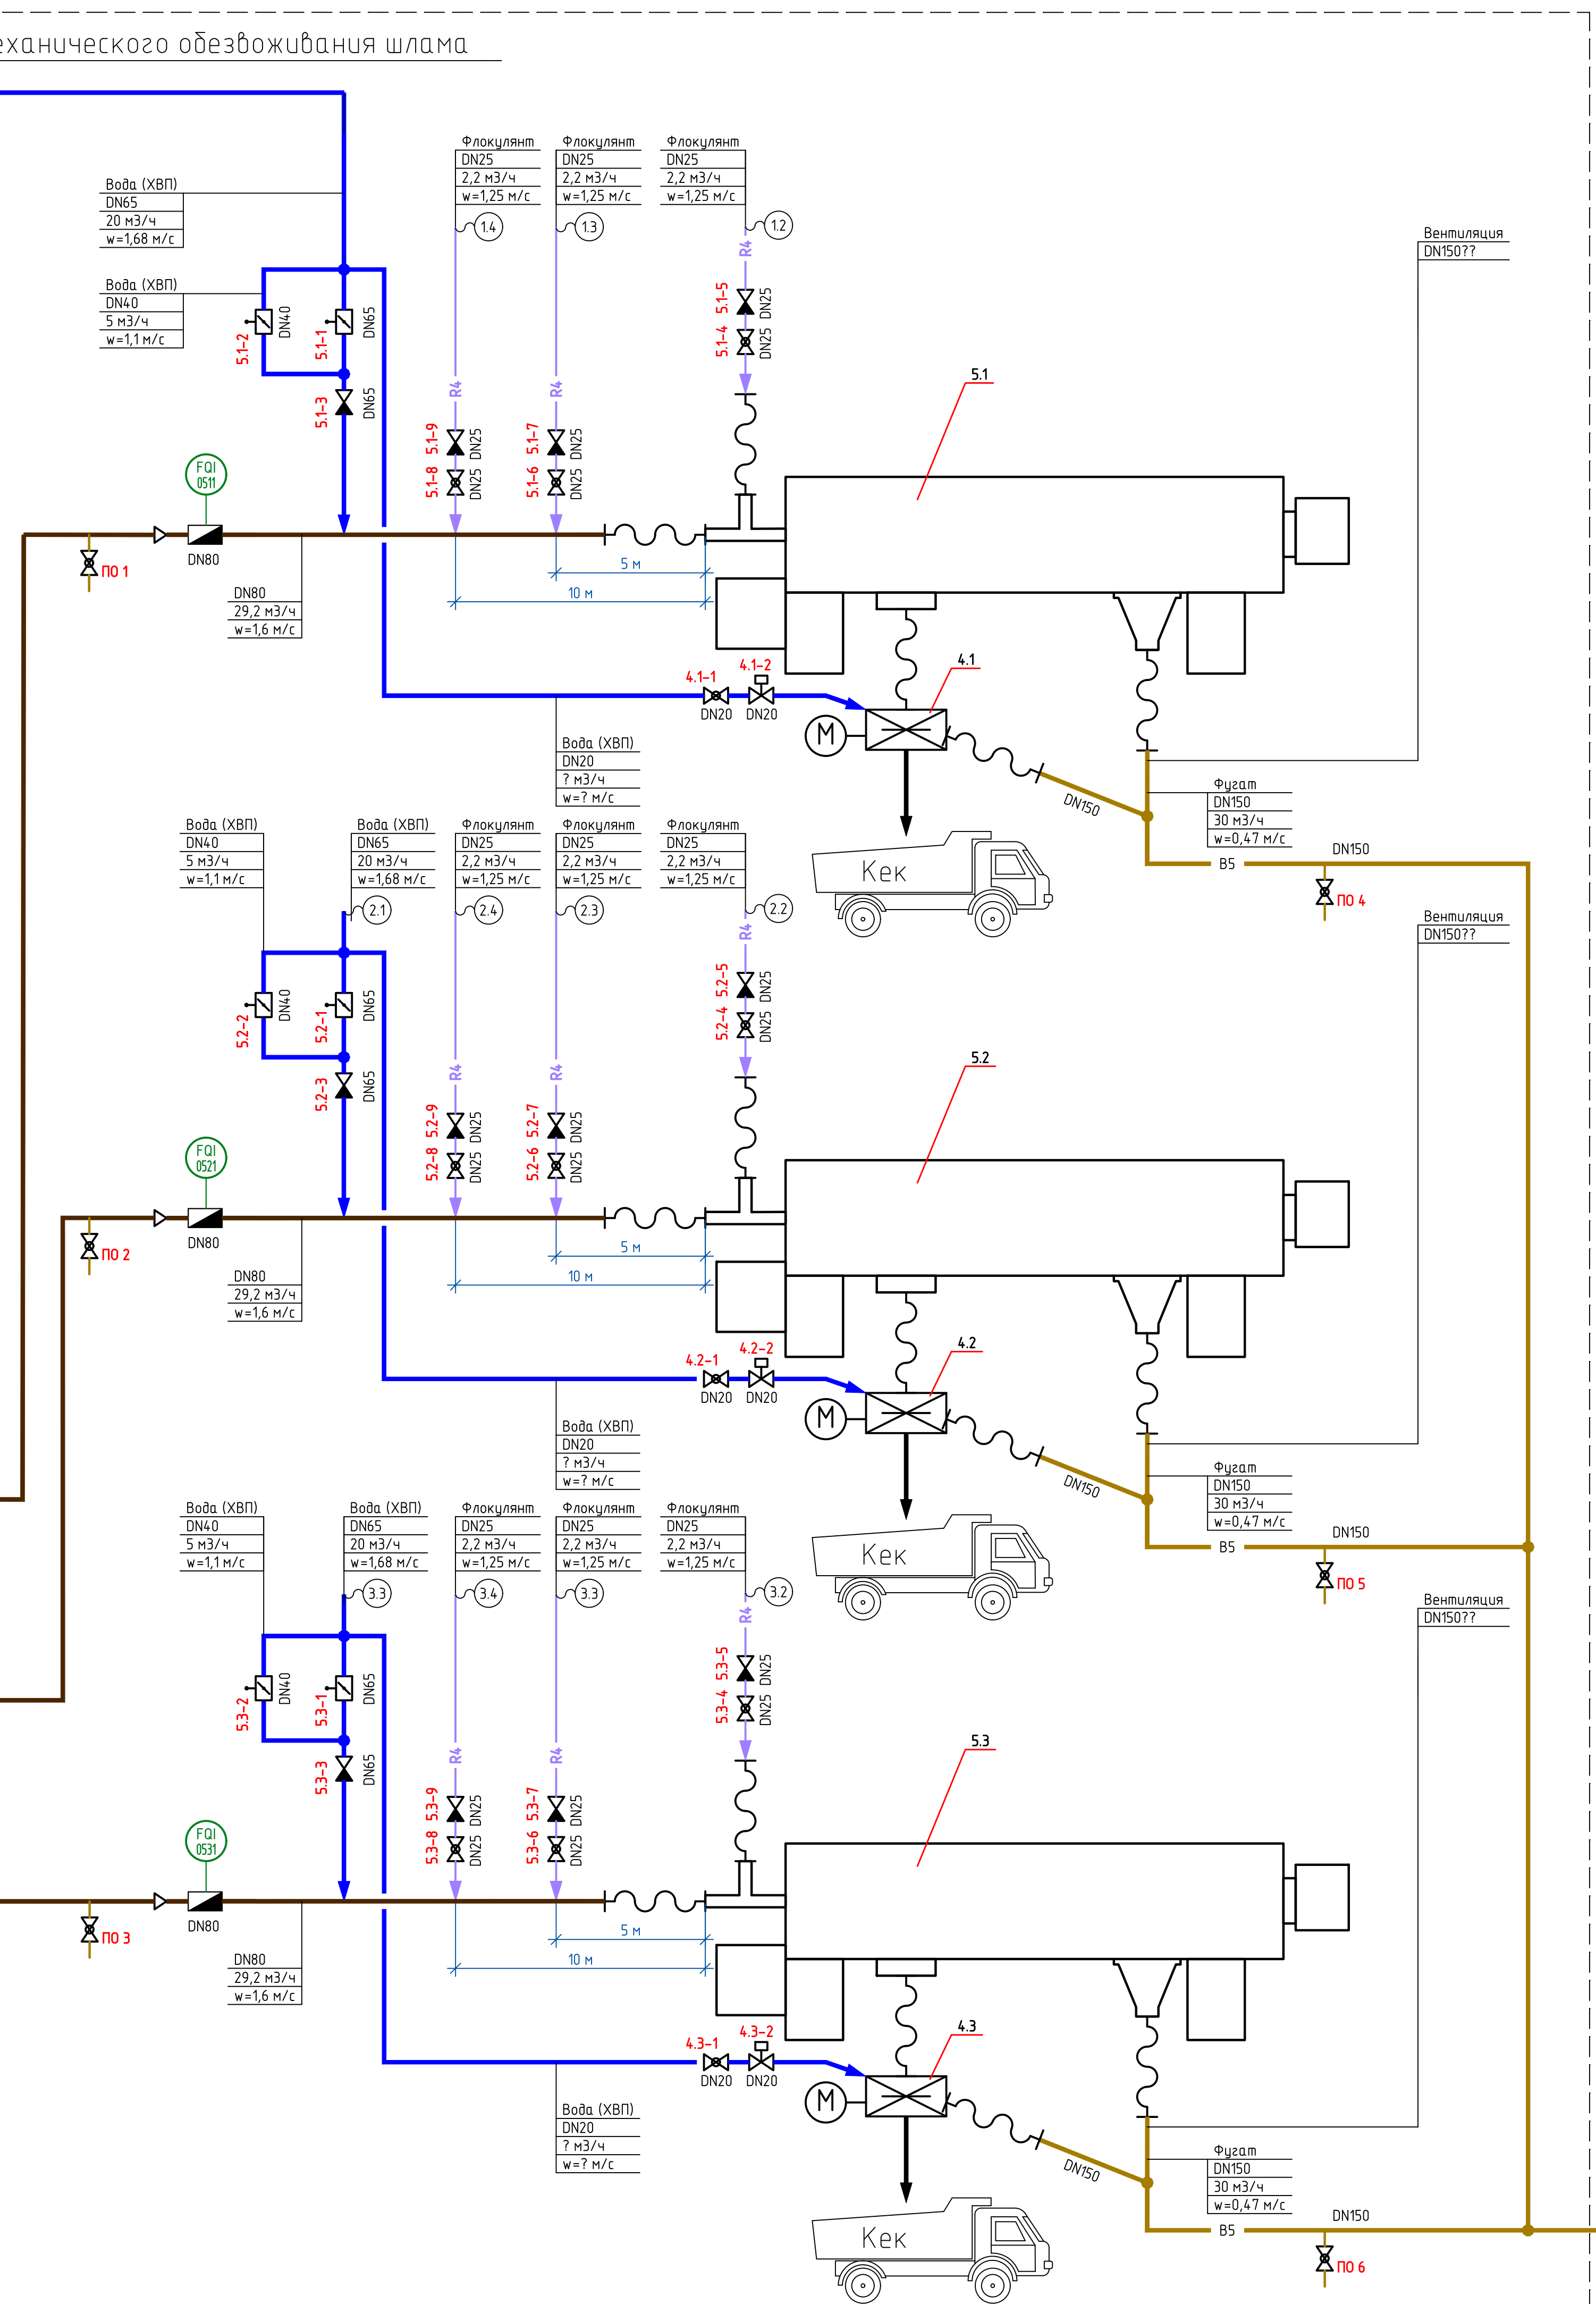 еханического обезвоживания шлама
Флокулянт
DN25
2,2 м3/ч
w=1,25 м/с
1.4
Флокулянт
DN25
2,2 м3/ч
w=1,25 м/с
1.3
Флокулянт
DN25
2,2 м3/ч
w=1,25 м/с
1.2
Вода (ХВП)
DN65
20 м3/ч
w=1,68 м/с
Вода (ХВП)
DN40
5 м3/ч
w=1,1 м/с
Вентиляция
DN150??
R4
5.1-5
DN25
5.1-4
DN25
5.1-2
DN40
5.1-1
DN65
5.1-3
DN65
R4
R4
5.1
5.1-9
DN25
5.1-7
DN25
5.1-8
DN25
5.1-6
DN25
FQI
0511
DN80
ПО 1
5 м
10 м
DN80
29,2 м3/ч
w=1,6 м/с
4.1-1
4.1-2
DN20
DN20
4.1
M
Вода (ХВП)
DN20
? м3/ч
w=? м/с
DN150
Фугат
DN150
30 м3/ч
w=0,47 м/с
Кек
В5
DN150
ПО 4
Вода (ХВП)
DN40
5 м3/ч
w=1,1 м/с
Вода (ХВП)
DN65
20 м3/ч
w=1,68 м/с
2.1
Флокулянт
DN25
2,2 м3/ч
w=1,25 м/с
2.4
Флокулянт
DN25
2,2 м3/ч
w=1,25 м/с
2.3
Флокулянт
DN25
2,2 м3/ч
w=1,25 м/с
2.2
Вентиляция
DN150??
R4
5.2-5
DN25
5.2-4
DN25
5.2-2
DN40
5.2-1
DN65
5.2-3
DN65
R4
R4
5.2
5.2-9
DN25
5.2-7
DN25
5.2-8
DN25
5.2-6
DN25
FQI
0521
DN80
ПО 2
5 м
10 м
DN80
29,2 м3/ч
w=1,6 м/с
4.2-1
4.2-2
DN20
DN20
4.2
M
Вода (ХВП)
DN20
? м3/ч
w=? м/с
DN150
Фугат
DN150
30 м3/ч
w=0,47 м/с
Кек
В5
DN150
ПО 5
Вода (ХВП)
DN40
5 м3/ч
w=1,1 м/с
Вода (ХВП)
DN65
20 м3/ч
w=1,68 м/с
3.3
Флокулянт
DN25
2,2 м3/ч
w=1,25 м/с
3.4
Флокулянт
DN25
2,2 м3/ч
w=1,25 м/с
3.3
Флокулянт
DN25
2,2 м3/ч
w=1,25 м/с
3.2
Вентиляция
DN150??
R4
5.3-5
DN25
5.3-4
DN25
5.3-2
DN40
5.3-1
DN65
5.3-3
DN65
R4
R4
5.3
5.3-9
DN25
5.3-7
DN25
5.3-8
DN25
5.3-6
DN25
FQI
0531
DN80
ПО 3
5 м
10 м
DN80
29,2 м3/ч
w=1,6 м/с
4.3-1
4.3-2
DN20
DN20
4.3
M
Вода (ХВП)
DN20
? м3/ч
w=? м/с
DN150
Фугат
DN150
30 м3/ч
w=0,47 м/с
Кек
В5
DN150
ПО 6